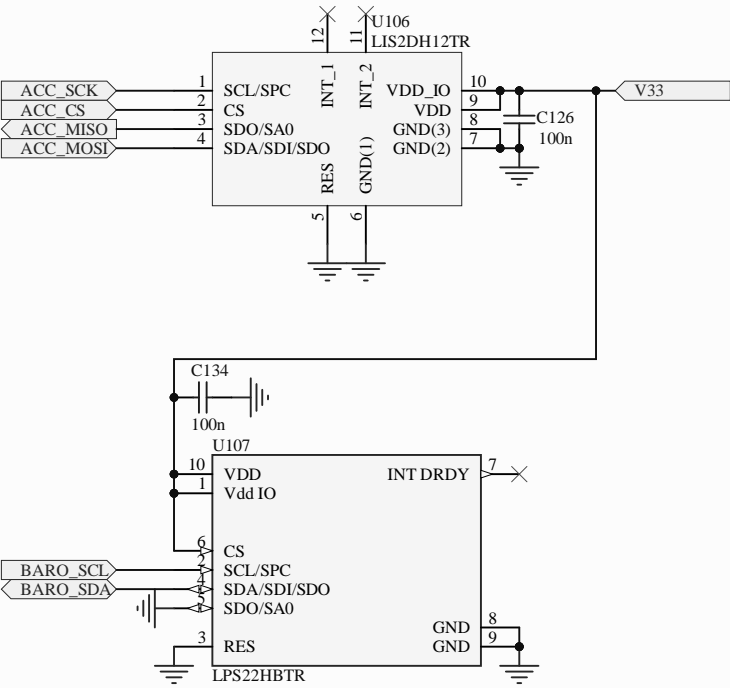 U106
LIS2DH12TR
12 11
INT_1 INT_2
ACC_SCK 1 SCL/SPC VDD_IO 10 V33
ACC_CS 2 CS VDD 9
ACC_MISO 3 SDO/SA0 GND(3) 8
ACC_MOSI 4 SDA/SDI/SDO GND(2) 7
C126
100n
RES GND(1)
5 6
C134
100n
U107
10 VDD INT DRDY 7
1 Vdd IO
6 CS
BARO_SCL 2 SCL/SPC
BARO_SDA 4 SDA/SDI/SDO
5 SDO/SA0
GND 8
3 RES GND 9
LPS22HBTR